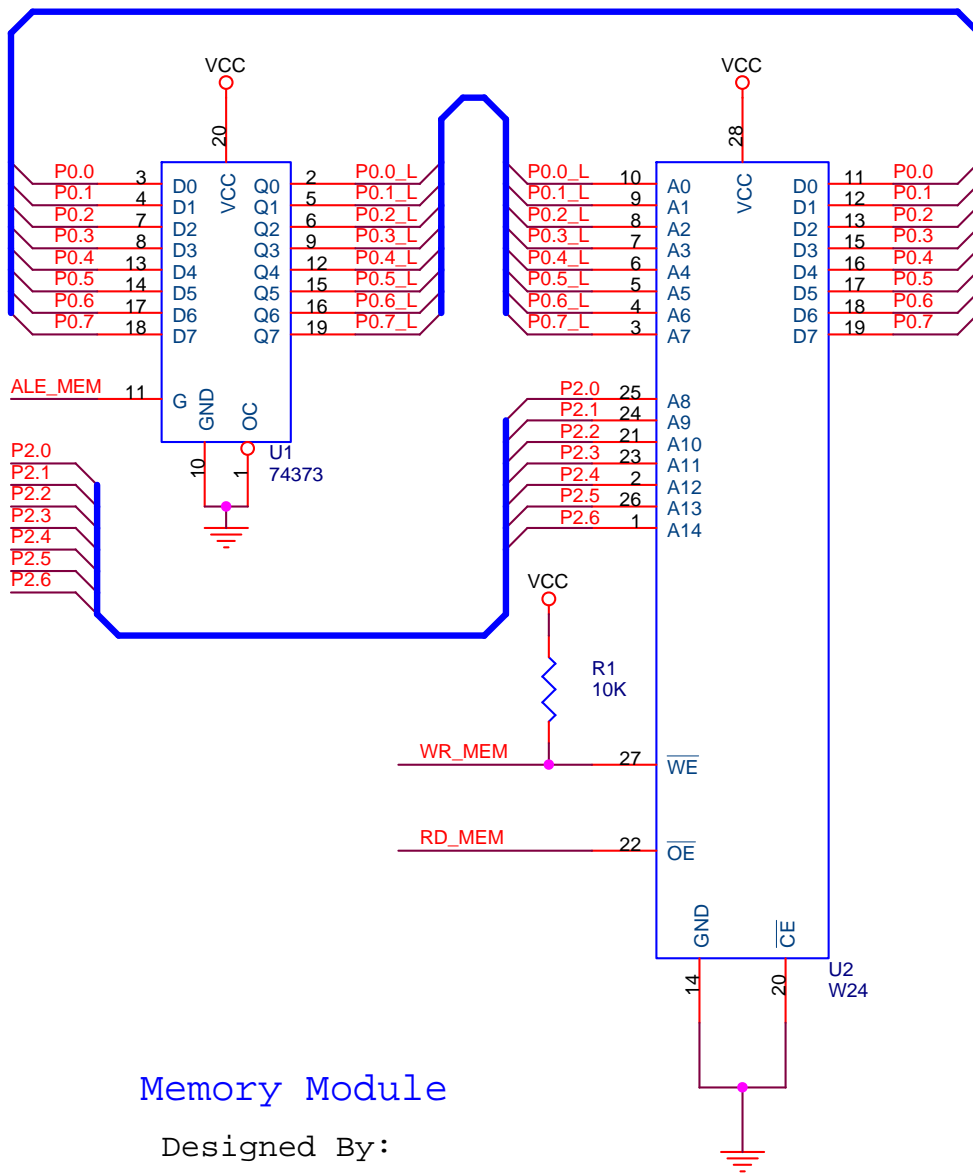 VCC
VCC
20
28
P0.0 3 D0 VCC Q0 2 P0.0_L
P0.1 4 D1 Q1 5 P0.1_L
P0.2 7 D2 Q2 6 P0.2_L
P0.3 8 D3 Q3 9 P0.3_L
P0.4 13 D4 Q4 12 P0.4_L
P0.5 14 D5 Q5 15 P0.5_L
P0.6 17 D6 Q6 16 P0.6_L
P0.7 18 D7 Q7 19 P0.7_L
ALE_MEM 11 G GND OC
10 1
U1
74373
P0.0_L 10 A0 VCC D0 11 P0.0
P0.1_L 9 A1 D1 12 P0.1
P0.2_L 8 A2 D2 13 P0.2
P0.3_L 7 A3 D3 15 P0.3
P0.4_L 6 A4 D4 16 P0.4
P0.5_L 5 A5 D5 17 P0.5
P0.6_L 4 A6 D6 18 P0.6
P0.7_L 3 A7 D7 19 P0.7
P2.0 25 A8
P2.1 24 A9
P2.2 21 A10
P2.3 23 A11
P2.4 2 A12
P2.5 26 A13
P2.6 1 A14
P2.0
P2.1
P2.2
P2.3
P2.4
P2.5
P2.6
VCC
R1
10K
WR_MEM 27 WE
RD_MEM 22 OE
GND CE
14 20
U2
W24
Memory Module
Designed By: